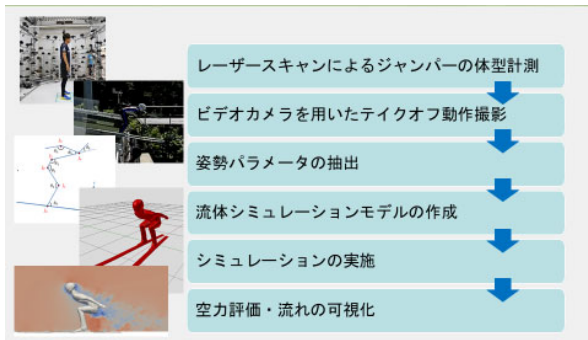 レーザースキャンによるジャンパーの体型計測
ビデオカメラを用いたテイクオフ動作撮影
姿勢パラメータの抽出
流体シミュレーションモデルの作成
シミュレーションの実施
空力評価・流れの可視化